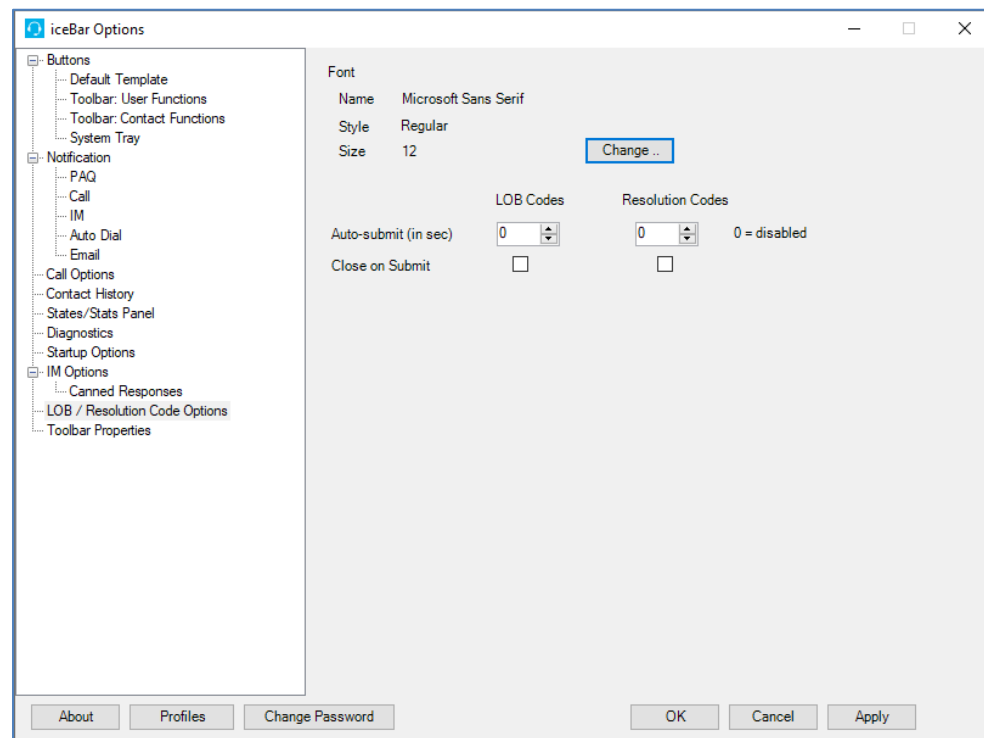 iceBar Options
Buttons
Default Template
Toolbar: User Functions
Toolbar: Contact Functions
System Tray
Notification
PAQ
Call
IM
Auto Dial
Email
Call Options
Contact History
States/Stats Panel
Diagnostics
Startup Options
IM Options
Canned Responses
LOB / Resolution Code Options
Toolbar Properties
Font
Name Microsoft Sans Serif
Style Regular
Size 12 Change ..
LOB Codes Resolution Codes
Auto-submit (in sec) 0 0 0 = disabled
Close on Submit
About Profiles Change Password OK Cancel Apply